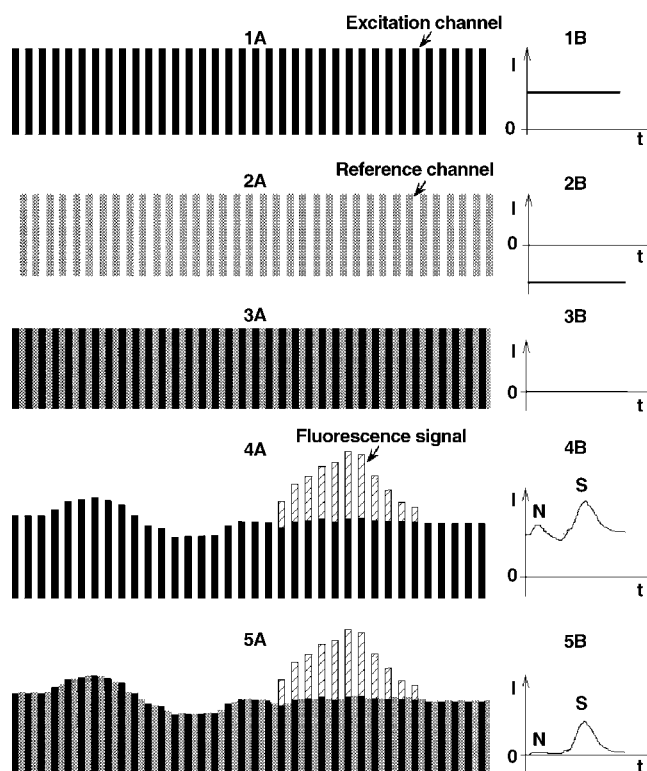 Excitation channel
1A
1B
I
0
t
Reference channel
2A
2B
I
0
t
3A
3B
I
0
t
Fluorescence signal
4A
4B
I
N
S
0
t
5A
5B
I
N
S
0
t